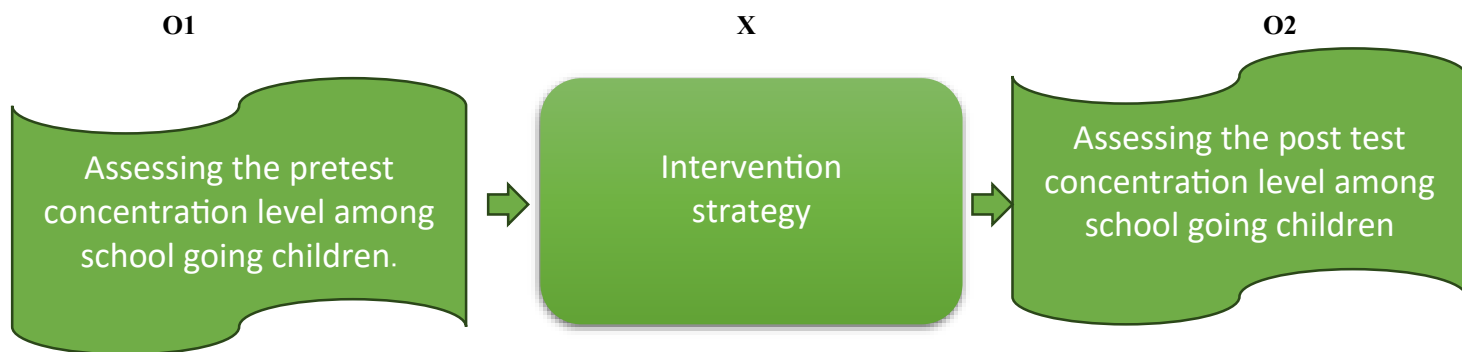 O1
X
O2
Assessing the pretest
concentration level among
school going children.
Intervention
strategy
Assessing the post test
concentration level among
school going children